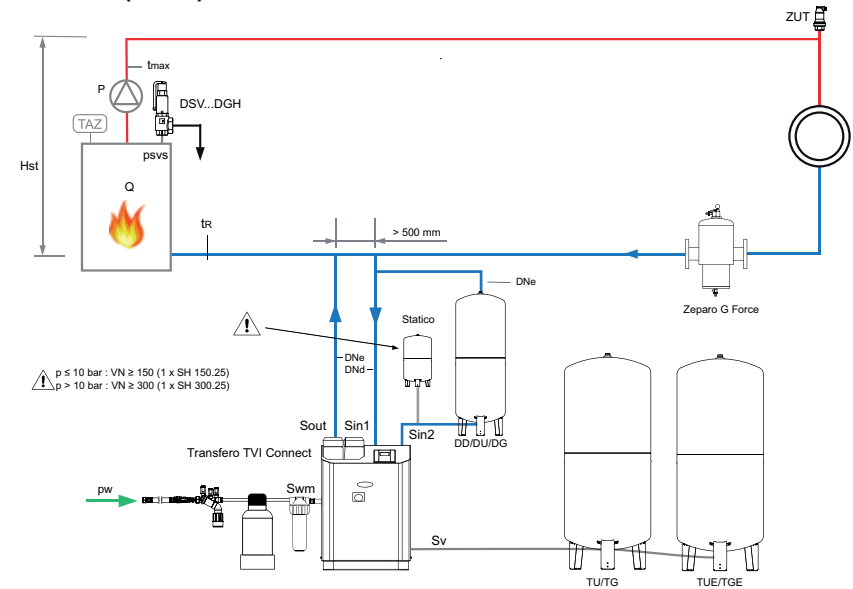 ZUT
tmax
P
DSV...DGH
TAZ
psvs
Hst
Q
tR
> 500 mm
DNe
Zeparo G Force
Statico
p ≤ 10 bar : VN ≥ 150 (1 x SH 150.25)
p > 10 bar : VN ≥ 300 (1 x SH 300.25)
DNe
DNd
Sout
Sin1
Sin2
DD/DU/DG
Transfero TVI Connect
pw
Swm
Sv
TU/TG
TUE/TGE